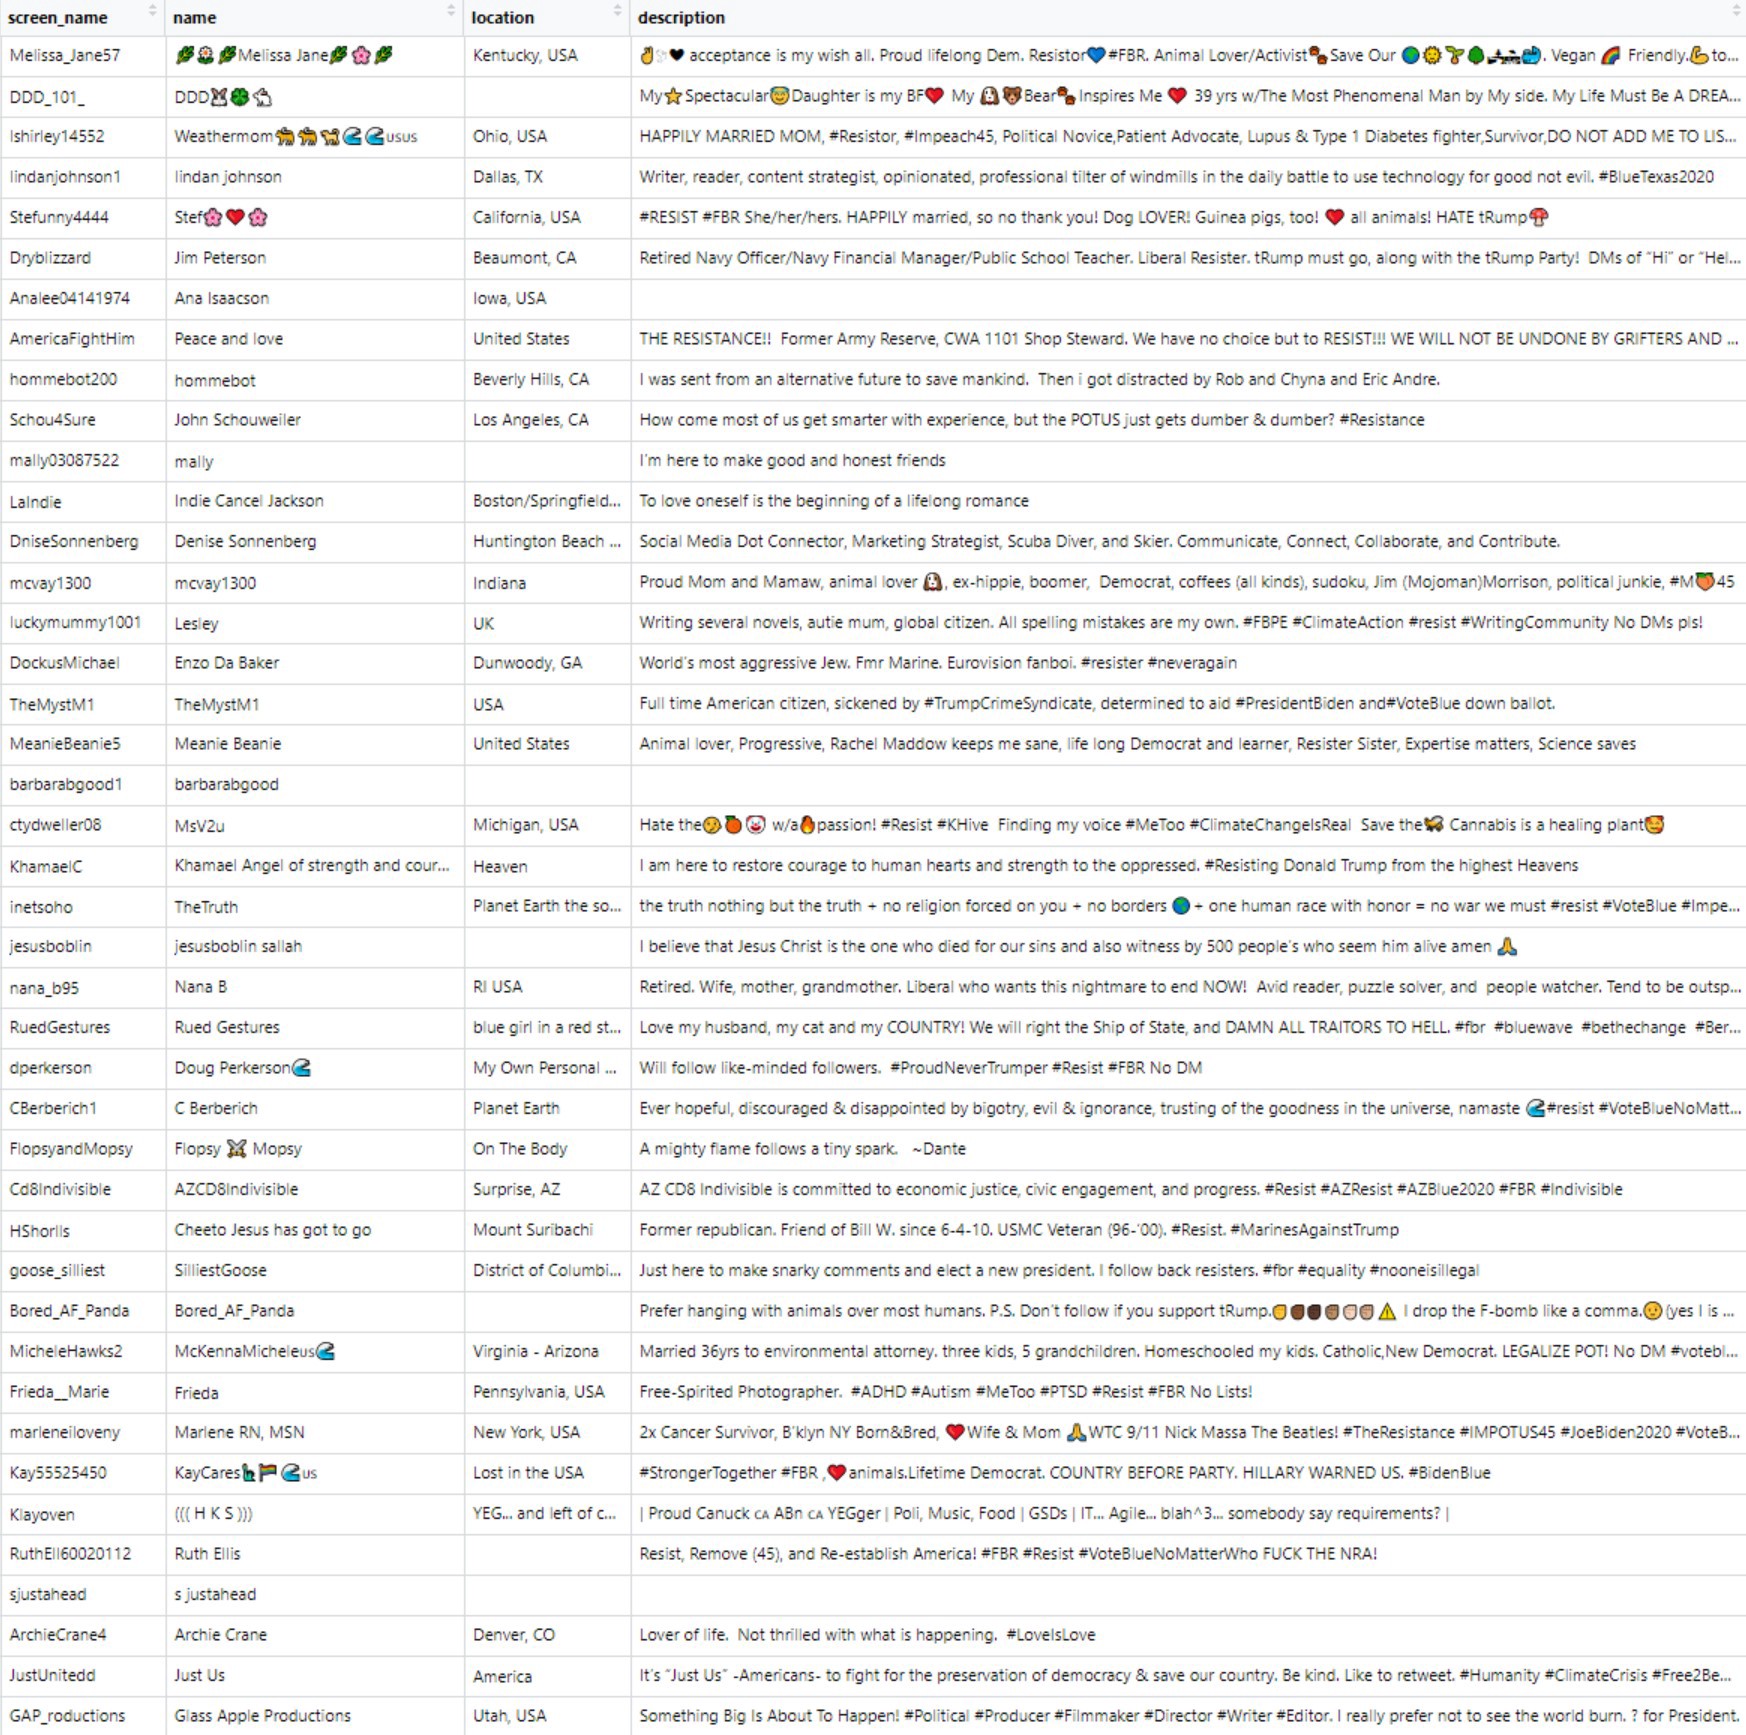 screen_name name location description
Melissa_Jane57 🌿🌼🌿Melissa Jane🌿🌸🌿 Kentucky, USA ✌🏻🖤 acceptance is my wish all. Proud lifelong Dem. Resistor💙#FBR. Animal Lover/Activist🐾Save Our 🌎🌞🌴🌳🏊🐳. Vegan 🌈 Friendly.💪to...
DDD_101_ DDD🐰🍀🐇 My⭐Spectacular😇Daughter is my BF❤ My 🐶🐻Bear🐾Inspires Me ❤ 39 yrs w/The Most Phenomenal Man by My side. My Life Must Be A DREA...
lshirley14552 Weathermom🐅🐅🐕🌊🌊usus Ohio, USA HAPPILY MARRIED MOM, #Resistor, #Impeach45, Political Novice,Patient Advocate, Lupus & Type 1 Diabetes fighter,Survivor,DO NOT ADD ME TO LIS...
lindanjohnson1 lindan johnson Dallas, TX Writer, reader, content strategist, opinionated, professional tilter of windmills in the daily battle to use technology for good not evil. #BlueTexas2020
Stefunny4444 Stef🌸❤🌸 California, USA #RESIST #FBR She/her/hers. HAPPILY married, so no thank you! Dog LOVER! Guinea pigs, too! ❤ all animals! HATE tRump🍄
Dryblizzard Jim Peterson Beaumont, CA Retired Navy Officer/Navy Financial Manager/Public School Teacher. Liberal Resister. tRump must go, along with the tRump Party!  DMs of “Hi” or “Hel...
Analee04141974 Ana Isaacson Iowa, USA
AmericaFightHim Peace and love United States THE RESISTANCE!!  Former Army Reserve, CWA 1101 Shop Steward. We have no choice but to RESIST!!! WE WILL NOT BE UNDONE BY GRIFTERS AND ...
hommebot200 hommebot Beverly Hills, CA I was sent from an alternative future to save mankind.  Then i got distracted by Rob and Chyna and Eric Andre.
Schou4Sure John Schouweiler Los Angeles, CA How come most of us get smarter with experience, but the POTUS just gets dumber & dumber? #Resistance
mally03087522 mally I'm here to make good and honest friends
LaIndie Indie Cancel Jackson Boston/Springfield... To love oneself is the beginning of a lifelong romance
DniseSonnenberg Denise Sonnenberg Huntington Beach ... Social Media Dot Connector, Marketing Strategist, Scuba Diver, and Skier. Communicate, Connect, Collaborate, and Contribute.
mcvay1300 mcvay1300 Indiana Proud Mom and Mamaw, animal lover 🐶, ex-hippie, boomer,  Democrat, coffees (all kinds), sudoku, Jim (Mojoman)Morrison, political junkie, #M🍑45
luckymummy1001 Lesley UK Writing several novels, autie mum, global citizen. All spelling mistakes are my own. #FBPE #ClimateAction #resist #WritingCommunity No DMs pls!
DockusMichael Enzo Da Baker Dunwoody, GA World's most aggressive Jew. Fmr Marine. Eurovision fanboi. #resister #neveragain
TheMystM1 TheMystM1 USA Full time American citizen, sickened by #TrumpCrimeSyndicate, determined to aid #PresidentBiden and#VoteBlue down ballot.
MeanieBeanie5 Meanie Beanie United States Animal lover, Progressive, Rachel Maddow keeps me sane, life long Democrat and learner, Resister Sister, Expertise matters, Science saves
barbarabgood1 barbarabgood
ctydweller08 MsV2u Michigan, USA Hate the🤥🍊🤡 w/a🔥passion! #Resist #KHive  Finding my voice #MeToo #ClimateChangeIsReal  Save the🐝 Cannabis is a healing plant🥰
KhamaelC Khamael Angel of strength and cour... Heaven I am here to restore courage to human hearts and strength to the oppressed. #Resisting Donald Trump from the highest Heavens
inetsoho TheTruth Planet Earth the so... the truth nothing but the truth + no religion forced on you + no borders 🌎+ one human race with honor = no war we must #resist #VoteBlue #Impe...
jesusboblin jesusboblin sallah I believe that Jesus Christ is the one who died for our sins and also witness by 500 people's who seem him alive amen 🙏
nana_b95 Nana B RI USA Retired. Wife, mother, grandmother. Liberal who wants this nightmare to end NOW!  Avid reader, puzzle solver, and  people watcher. Tend to be outsp...
RuedGestures Rued Gestures blue girl in a red st... Love my husband, my cat and my COUNTRY! We will right the Ship of State, and DAMN ALL TRAITORS TO HELL. #fbr  #bluewave  #bethechange  #Ber...
dperkerson Doug Perkerson🌊 My Own Personal ... Will follow like-minded followers.  #ProudNeverTrumper #Resist #FBR No DM
CBerberich1 C Berberich Planet Earth Ever hopeful, discouraged & disappointed by bigotry, evil & ignorance, trusting of the goodness in the universe, namaste 🌊#resist #VoteBlueNoMatt...
FlopsyandMopsy Flopsy ⚔ Mopsy On The Body A mighty flame follows a tiny spark.   ~Dante
Cd8Indivisible AZCD8Indivisible Surprise, AZ AZ CD8 Indivisible is committed to economic justice, civic engagement, and progress. #Resist #AZResist #AZBlue2020 #FBR #Indivisible
HShorlls Cheeto Jesus has got to go Mount Suribachi Former republican. Friend of Bill W. since 6-4-10. USMC Veteran (96-'00). #Resist. #MarinesAgainstTrump
goose_silliest SilliestGoose District of Columbi... Just here to make snarky comments and elect a new president. I follow back resisters. #fbr #equality #nooneisillegal
Bored_AF_Panda Bored_AF_Panda Prefer hanging with animals over most humans. P.S. Don't follow if you support tRump.✊✊🏾✊🏿✊🏽✊🏻✊🏼⚠ I drop the F-bomb like a comma.😳(yes I is ...
MicheleHawks2 McKennaMicheleus🌊 Virginia - Arizona Married 36yrs to environmental attorney. three kids, 5 grandchildren. Homeschooled my kids. Catholic,New Democrat. LEGALIZE POT! No DM #votebl...
Frieda__Marie Frieda Pennsylvania, USA Free-Spirited Photographer.  #ADHD #Autism #MeToo #PTSD #Resist #FBR No Lists!
marleneiloveny Marlene RN, MSN New York, USA 2x Cancer Survivor, B'klyn NY Born&Bred, ❤Wife & Mom 🙏WTC 9/11 Nick Massa The Beatles! #TheResistance #IMPOTUS45 #JoeBiden2020 #VoteB...
Kay55525450 KayCares🗽🏳️‍🌈🌊us Lost in the USA #StrongerTogether #FBR ,❤animals.Lifetime Democrat. COUNTRY BEFORE PARTY. HILLARY WARNED US. #BidenBlue
Klayoven ((( H K S ))) YEG... and left of c... | Proud Canuck ca ABn ca YEGger | Poli, Music, Food | GSDs | IT... Agile... blah^3... somebody say requirements? |
RuthEll60020112 Ruth Ellis Resist, Remove (45), and Re-establish America! #FBR #Resist #VoteBlueNoMatterWho FUCK THE NRA!
sjustahead s justahead
ArchieCrane4 Archie Crane Denver, CO Lover of life.  Not thrilled with what is happening.  #LoveIsLove
JustUnitedd Just Us America It's “Just Us” -Americans- to fight for the preservation of democracy & save our country. Be kind. Like to retweet. #Humanity #ClimateCrisis #Free2Be...
GAP_roductions Glass Apple Productions Utah, USA Something Big Is About To Happen! #Political #Producer #Filmmaker #Director #Writer #Editor. I really prefer not to see the world burn. ? for President.